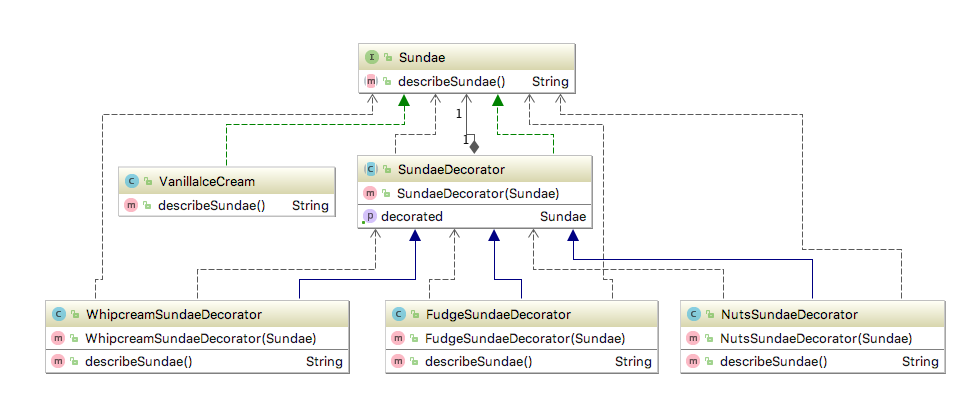 I Sundae
m describeSundae() String
1
1
C VanillaIceCream
m describeSundae() String
C SundaeDecorator
m SundaeDecorator(Sundae)
p decorated Sundae
C WhipcreamSundaeDecorator
m WhipcreamSundaeDecorator(Sundae)
m describeSundae() String
C FudgeSundaeDecorator
m FudgeSundaeDecorator(Sundae)
m describeSundae() String
C NutsSundaeDecorator
m NutsSundaeDecorator(Sundae)
m describeSundae() String